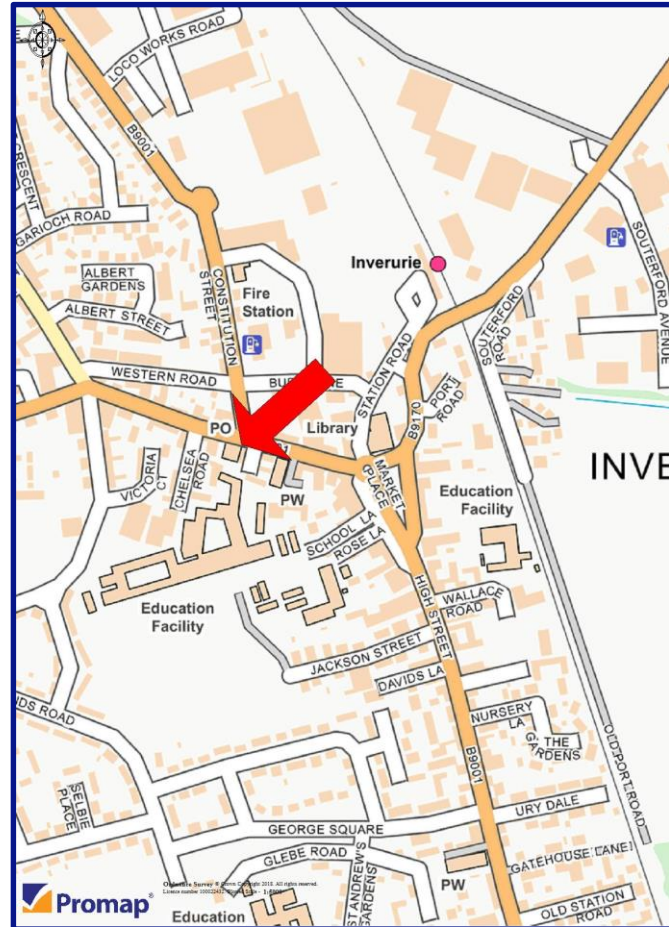 LOCO WORKS ROAD
B9001
CRESCENT
GARIOCH ROAD
ALBERT
GARDENS
ALBERT STREET
CONSTITUTION
STREET
Fire
Station
Inverurie
SOUTERFORD AVENUE
SOUTERFORD
ROAD
STATION ROAD
PORT
ROAD
B9170
WESTERN ROAD
PO
Library
VICTORIA
CT
CHELSEA
ROAD
PW
MARKET
PLACE
Education
Facility
INVE
SCHOOL LA
ROSE LA
Education
Facility
HIGH STREET
WALLACE
ROAD
JACKSON STREET
DAVIDS LA
NURSERY
LA
THE
GARDENS
OLD PORT ROAD
NDS ROAD
SELBIE
PLACE
B9001
URY DALE
GEORGE SQUARE
GLEBE ROAD
ST ANDREW'S
GARDENS
GATEHOUSE LANE
PW
OLD STATION
ROAD
Education
Promap